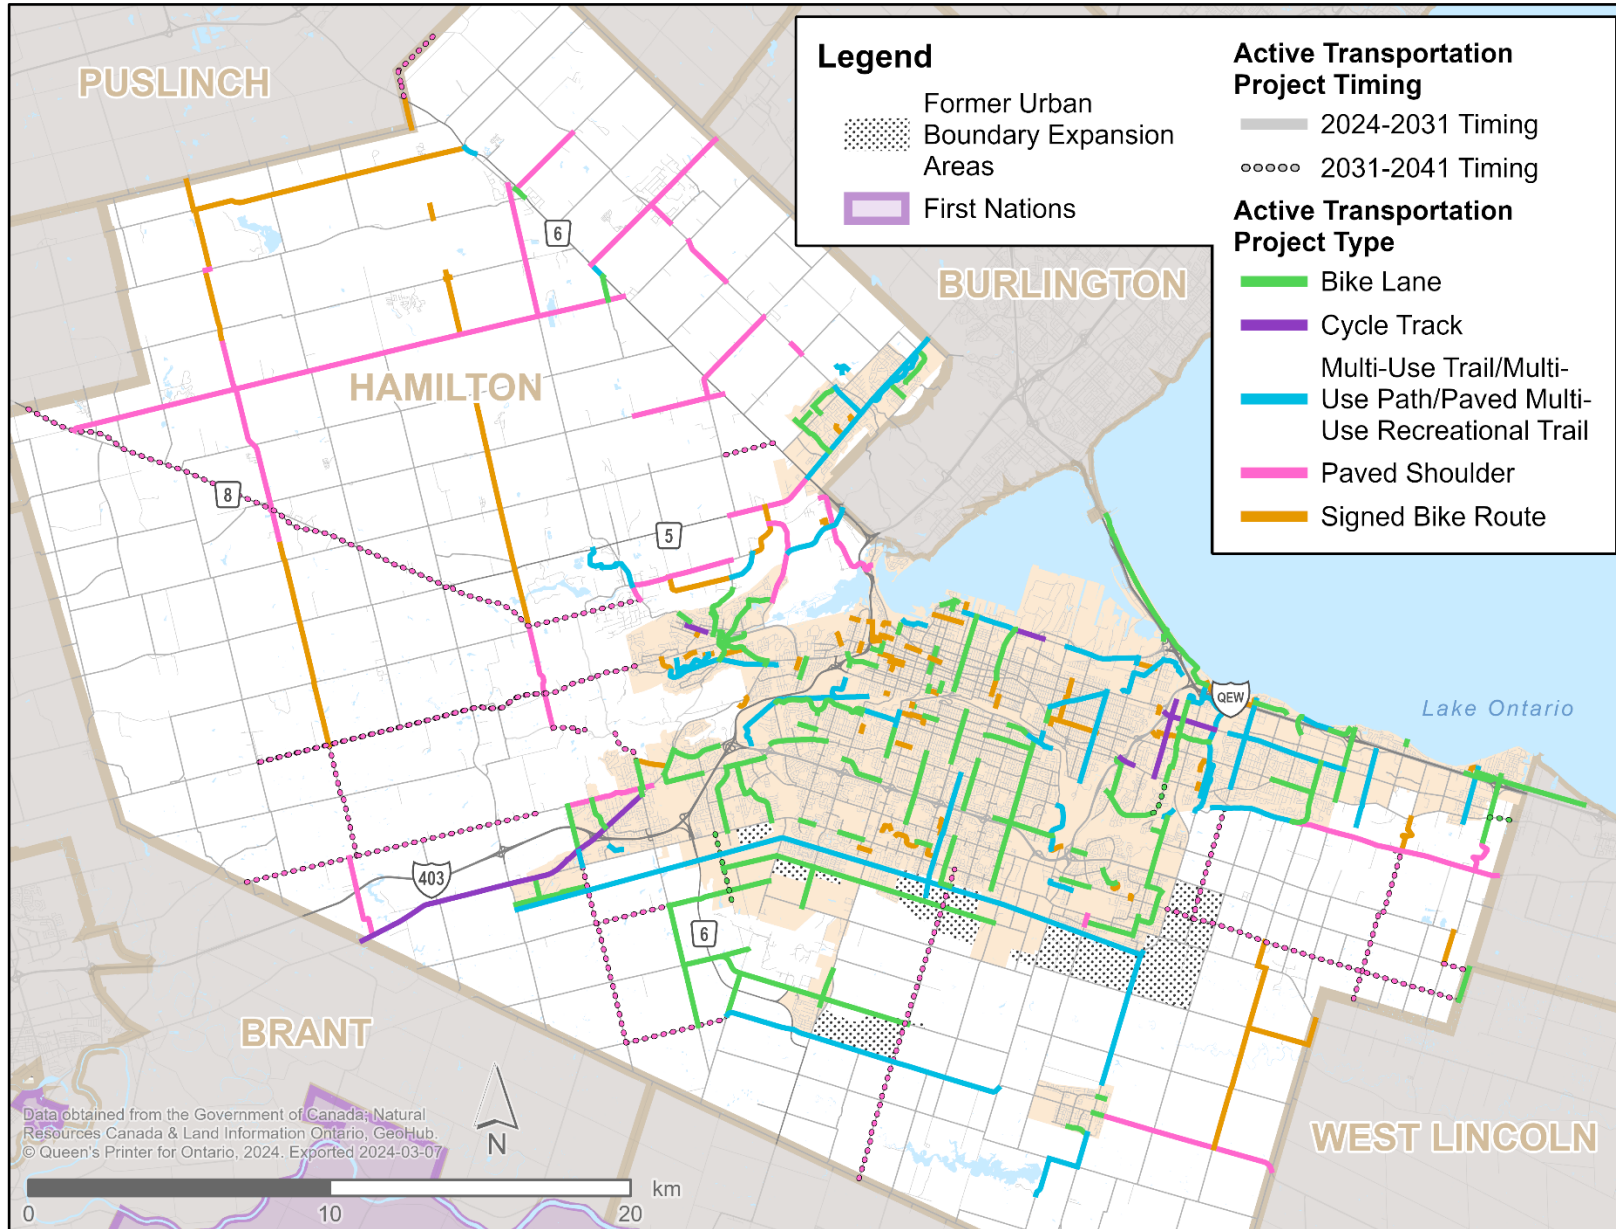 Legend
Former Urban
Boundary Expansion
Areas
First Nations
Active Transportation
Project Timing
2024-2031 Timing
2031-2041 Timing
Active Transportation
Project Type
Bike Lane
Cycle Track
Multi-Use Trail/Multi-
Use Path/Paved Multi-
Use Recreational Trail
Paved Shoulder
Signed Bike Route
PUSLINCH
6
BURLINGTON
HAMILTON
8
5
QEW
Lake Ontario
403
6
BRANT
WEST LINCOLN
N
Data obtained from the Government of Canada; Natural
Resources Canada & Land Information Ontario, GeoHub.
© Queen's Printer for Ontario, 2024. Exported 2024-03-07
km
0 10 20